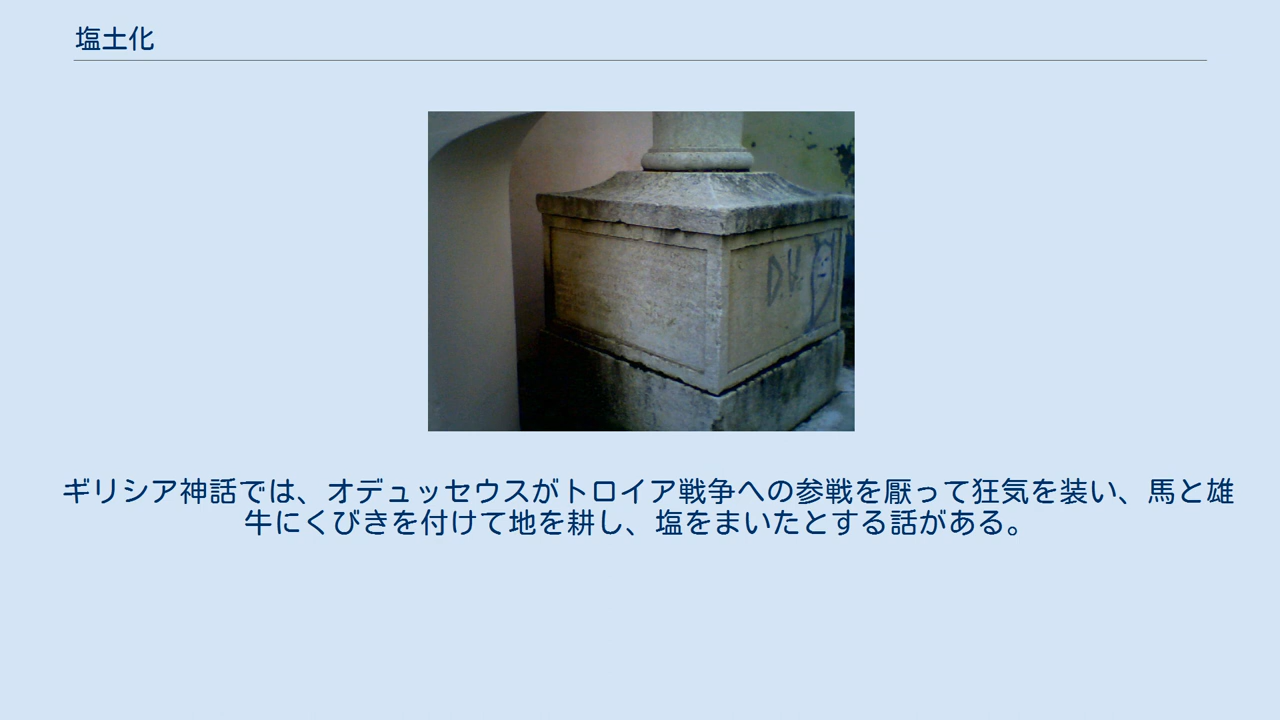 塩土化
D.V.
ギリシア神話では、オデュッセウスがトロイア戦争への参戦を厭って狂気を装い、馬と雄
牛にくびきを付けて地を耕し、塩をまいたとする話がある。